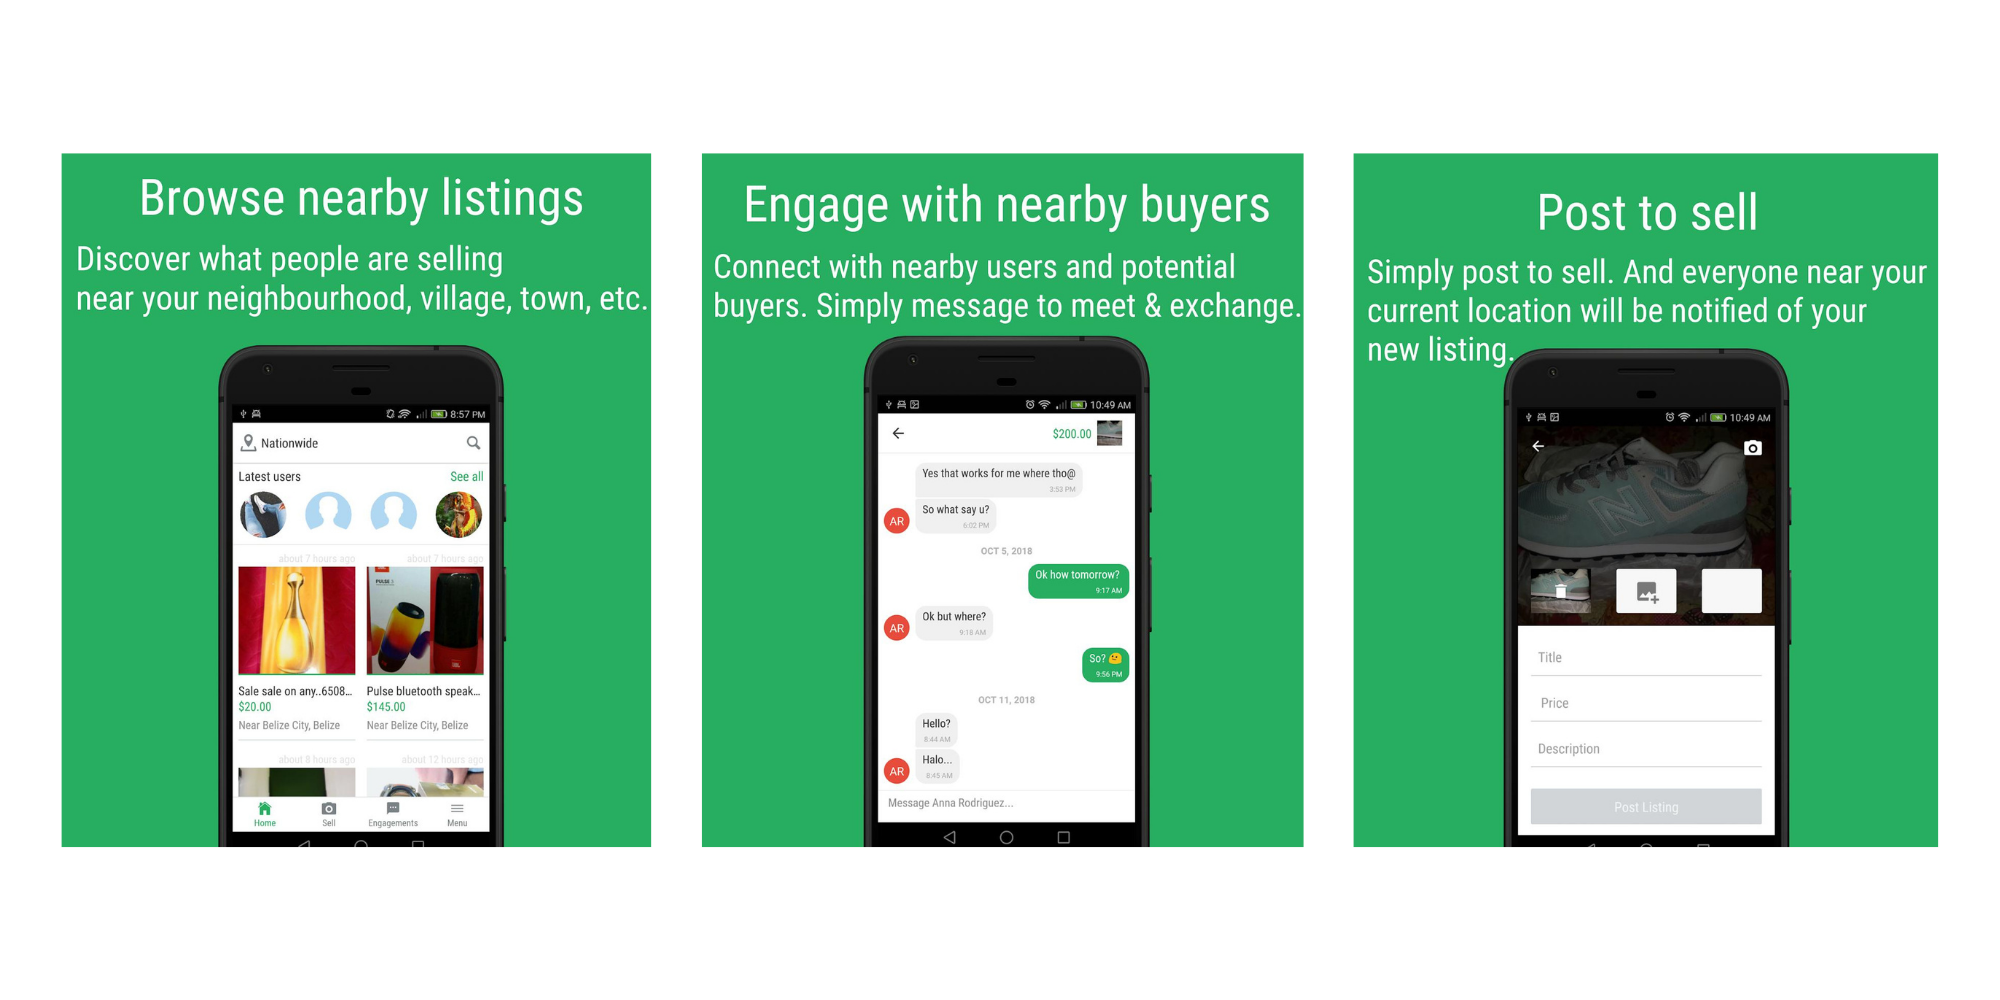 Browse nearby listings
Discover what people are selling
near your neighbourhood, village, town, etc.
8:57 PM
Nationwide
Latest users
See all
about 7 hours ago
about 7 hours ago
PULSE 3
JBL
Sale sale on any..6508...
Pulse bluetooth speak...
$20.00
$145.00
Near Belize City, Belize
Near Belize City, Belize
about 8 hours ago
about 12 hours ago
Home
Sell
Engagements
Menu
Engage with nearby buyers
Connect with nearby users and potential
buyers. Simply message to meet & exchange.
10:49 AM
$200.00
Yes that works for me where tho@
3:53 PM
So what say u?
6:02 PM
AR
OCT 5, 2018
Ok how tomorrow?
9:17 AM
Ok but where?
9:18 AM
AR
So? 
9:56 PM
OCT 11, 2018
Hello?
8:44 AM
Halo...
8:45 AM
AR
Message Anna Rodriguez...
Post to sell
Simply post to sell. And everyone near your
current location will be notified of your
new listing.
10:49 AM
N
Title
Price
Description
Post Listing